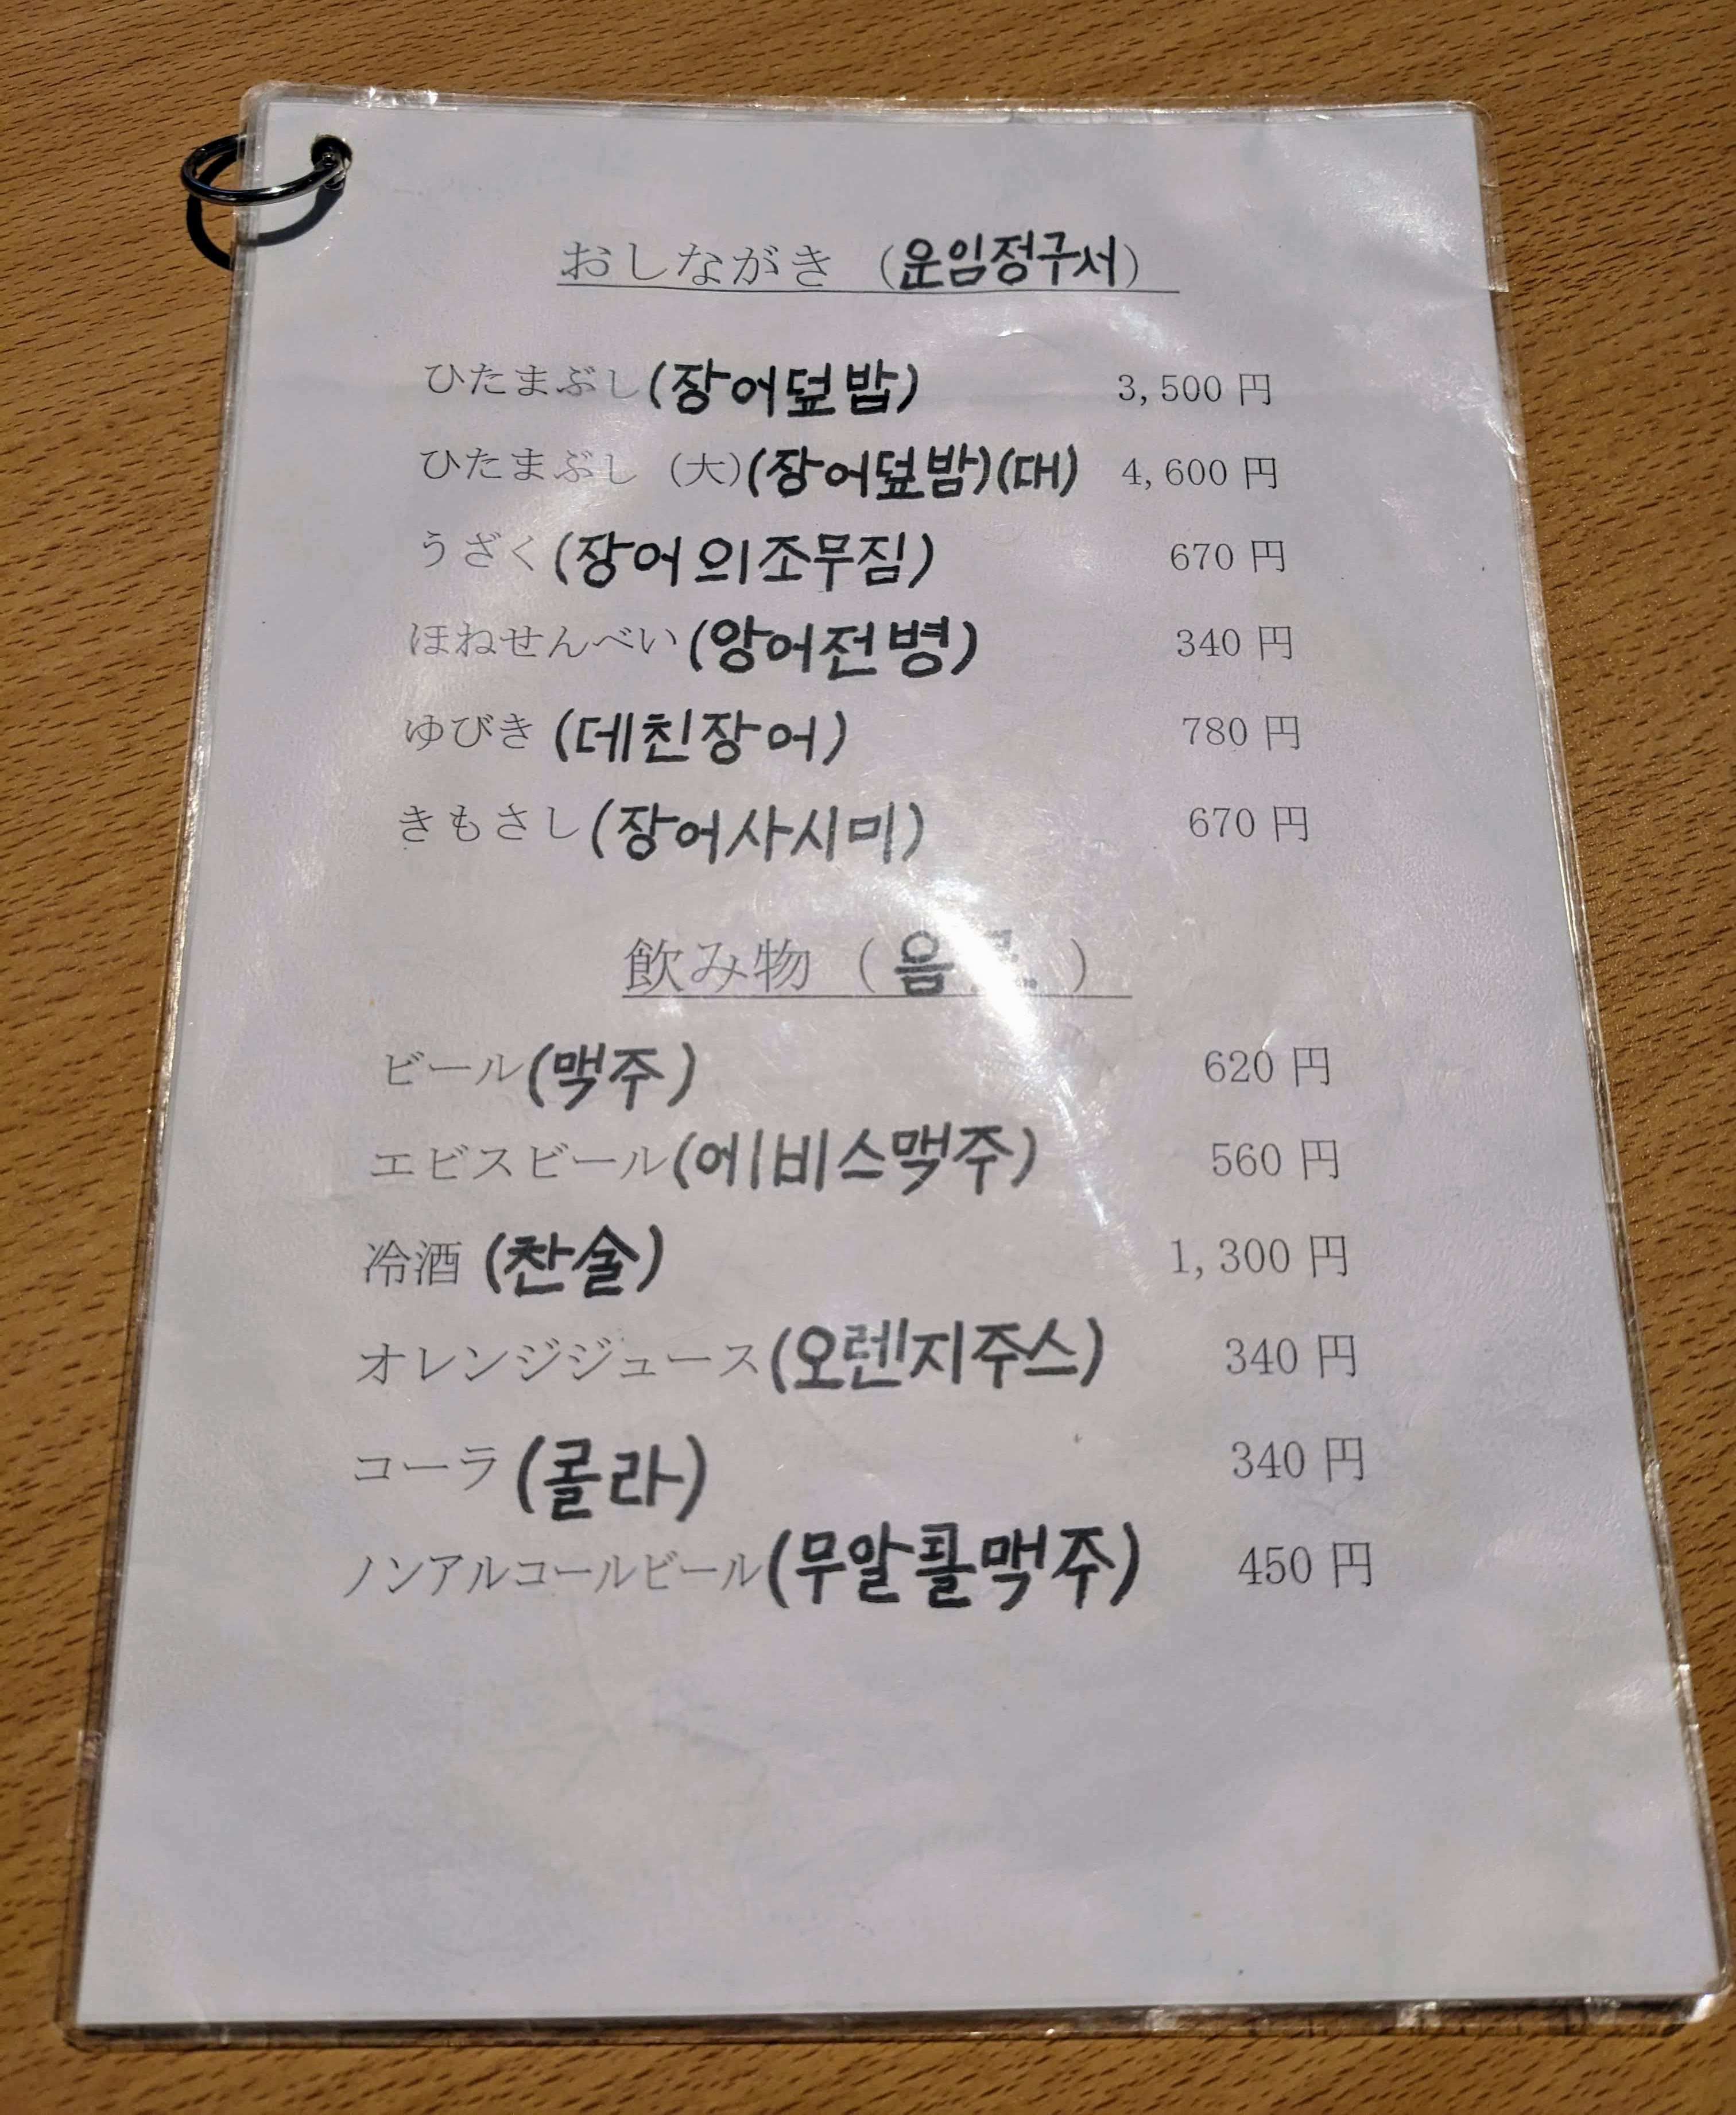 おしながき (운임정구서)
ひたまぶし(장어덮밥) 3,500 円
ひたまぶし (大)(장어덮밤)(대) 4,600 円
うざく(장어의조무짐) 670 円
ほねせんべい(앙어전병) 340 円
ゆびき(데친장어) 780 円
きもさし(장어사시미) 670 円
飲み物 (음료)
ビール(맥주) 620 円
エビスビール(에비스맥주) 560 円
冷酒(찬술) 1,300 円
オレンジジュース(오렌지주스) 340 円
コーラ(콜라) 340 円
ノンアルコールビール(무알콜맥주) 450 円